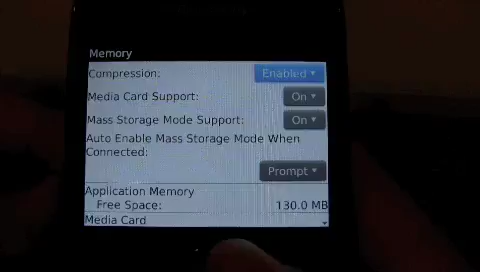 Memory
Compression: Enabled
Media Card Support: On
Mass Storage Mode Support: On
Auto Enable Mass Storage Mode When
Connected:
Prompt
Application Memory
Free Space: 130.0 MB
Media Card